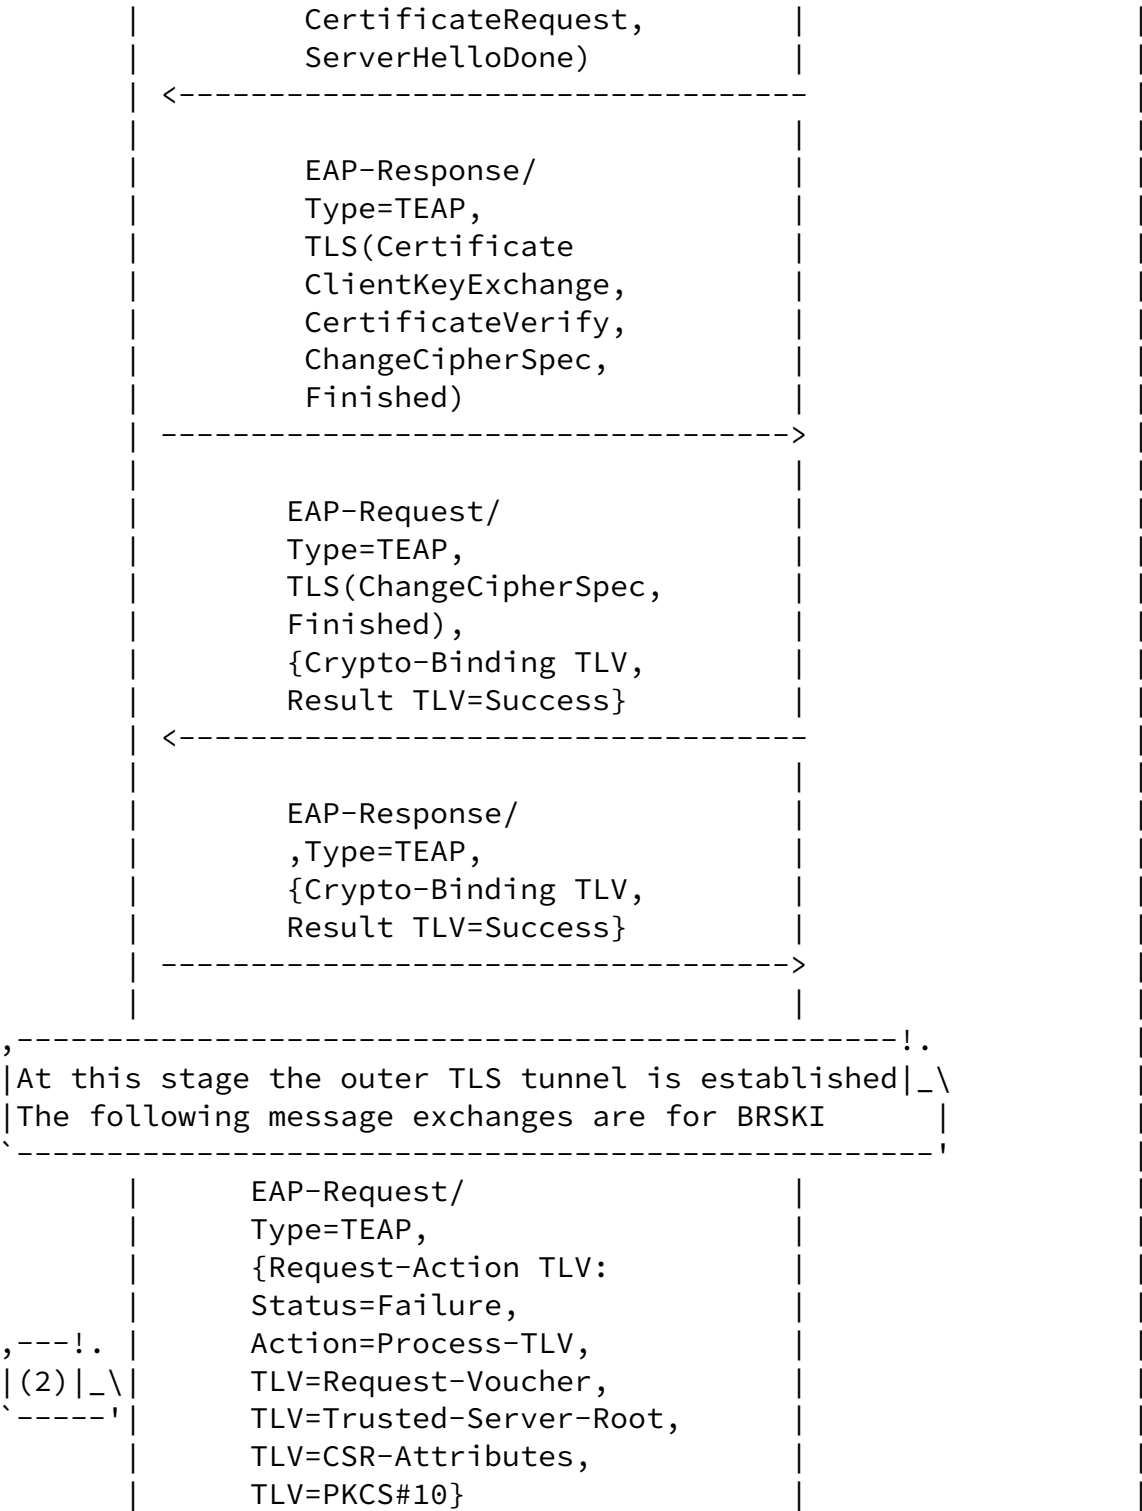 |         CertificateRequest,         |                  |
|         ServerHelloDone)            |                  |
| <-----------------------------------                   |
|                                     |                  |
|         EAP-Response/               |                  |
|         Type=TEAP,                  |                  |
|         TLS(Certificate             |                  |
|         ClientKeyExchange,          |                  |
|         CertificateVerify,          |                  |
|         ChangeCipherSpec,           |                  |
|         Finished)                   |                  |
| ----------------------------------->                   |
|                                     |                  |
|        EAP-Request/                 |                  |
|        Type=TEAP,                   |                  |
|        TLS(ChangeCipherSpec,        |                  |
|        Finished),                   |                  |
|        {Crypto-Binding TLV,         |                  |
|        Result TLV=Success}          |                  |
| <-----------------------------------                   |
|                                     |                  |
|        EAP-Response/                |                  |
|        ,Type=TEAP,                  |                  |
|        {Crypto-Binding TLV,         |                  |
|        Result TLV=Success}          |                  |
| ----------------------------------->                   |
|                                     |                  |
,-------------------------------------------------!.           |
|At this stage the outer TLS tunnel is established|_\          |
|The following message exchanges are for BRSKI      |          |
`---------------------------------------------------'          |
       |      EAP-Request/                  |                  |
       |      Type=TEAP,                    |                  |
       |      {Request-Action TLV:          |                  |
       |      Status=Failure,               |                  |
,---!. |      Action=Process-TLV,           |                  |
|(2)|_\|      TLV=Request-Voucher,          |                  |
`-----'|      TLV=Trusted-Server-Root,      |                  |
       |      TLV=CSR-Attributes,           |                  |
       |      TLV=PKCS#10}                  |                  |